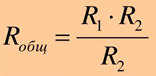 Rобщ = R1 · R2 / R2